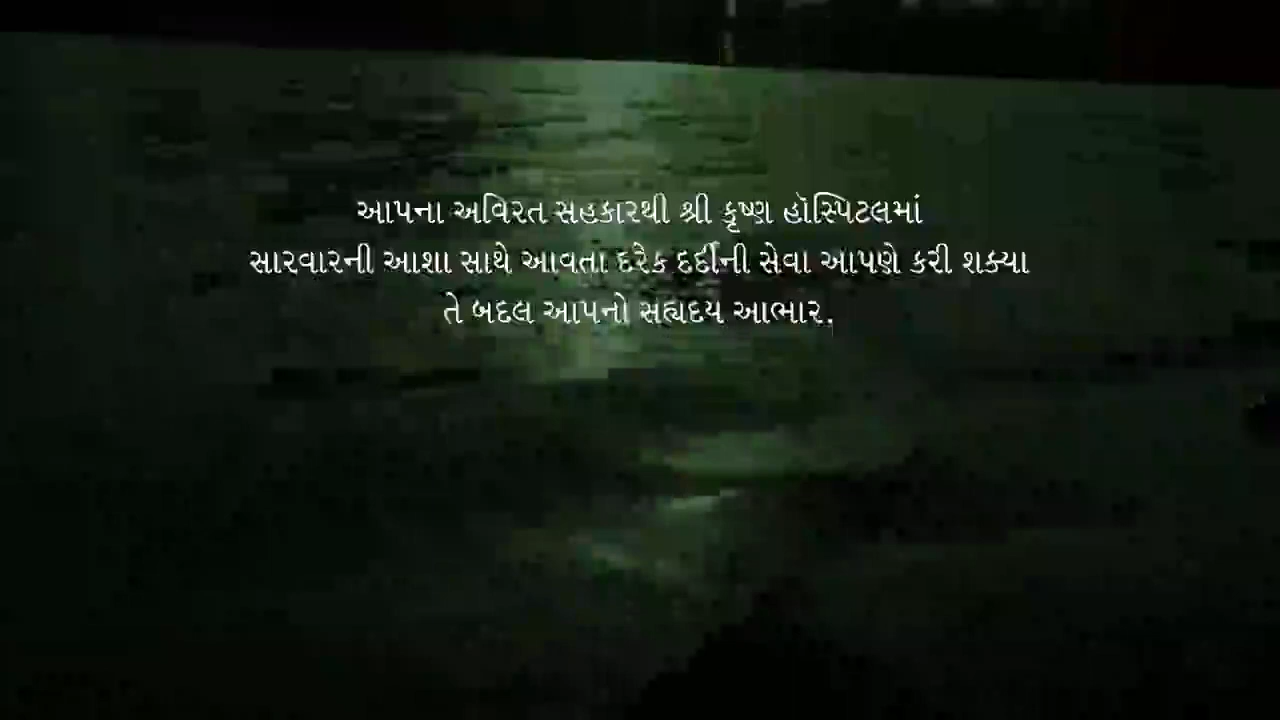 આપના અવિરત સહકારથી શ્રી કૃષ્ણ હૉસ્પિટલમાં
સારવારની આશા સાથે આવતા દરેક દર્દીની સેવા આપણે કરી શક્યા
તે બદલ આપનો સહ્યદય આભાર.